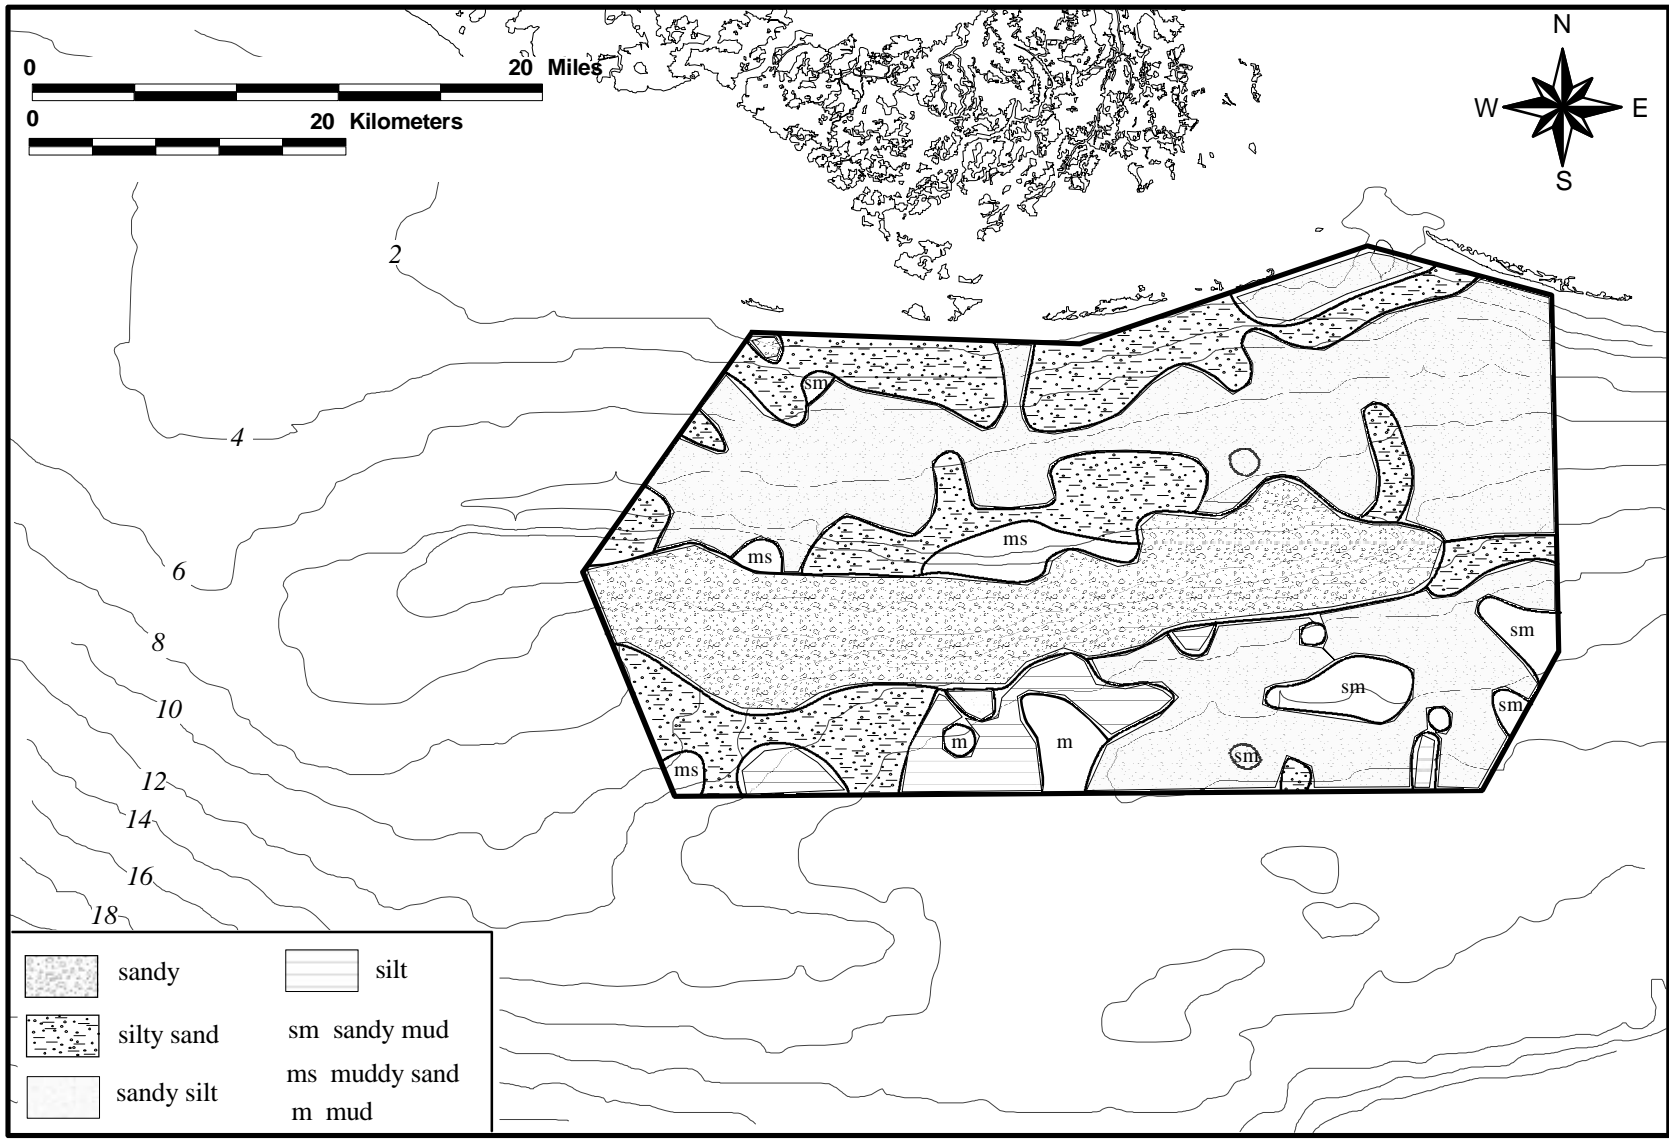 0 20 Miles
0 20 Kilometers
N
W E
S
2
4
6
8
10
12
14
16
18
sm
ms
ms
sm
sm
sm
m
m
sm
ms
sandy
silty sand
sandy silt
silt
sm sandy mud
ms muddy sand
m mud